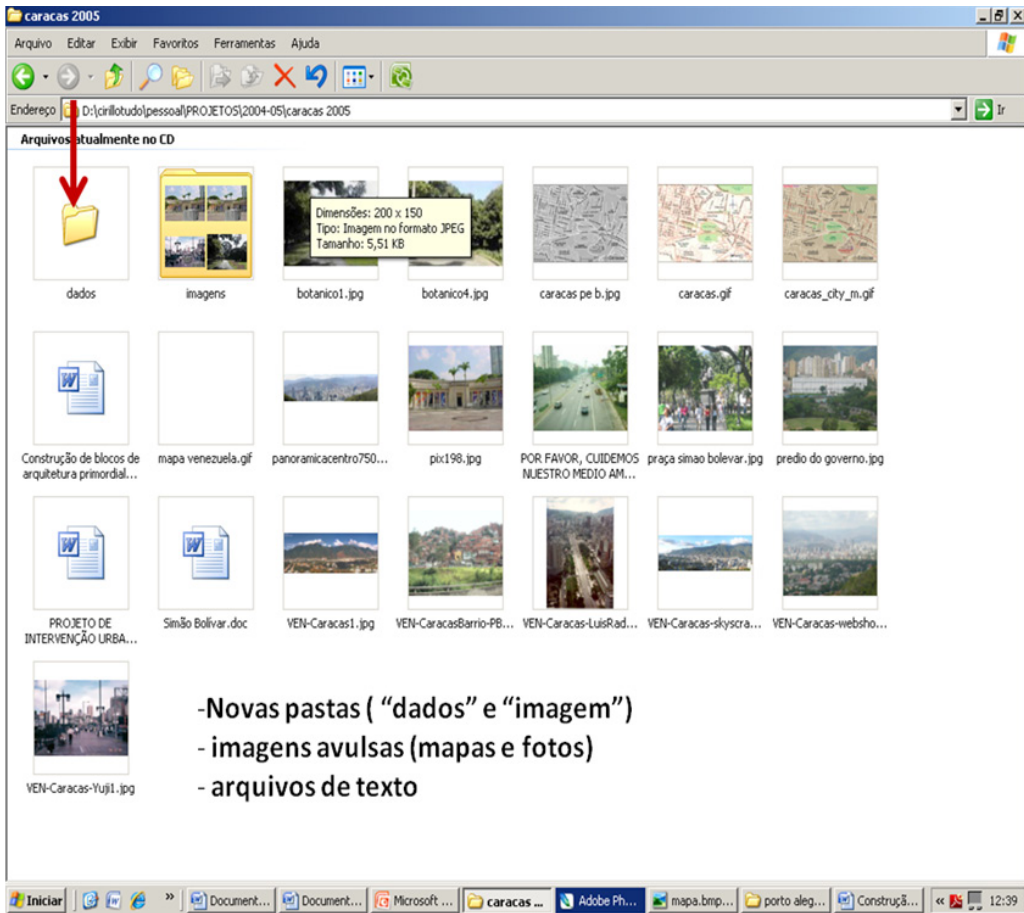 caracas 2005
Arquivo Editar Exibir Favoritos Ferramentas Ajuda
Endereço D:\cirillotudo\pessoal\PROJETOS\2004-05\caracas 2005 Ir
Arquivos atualmente no CD
Dimensões: 200 x 150
Tipo: Imagem no formato JPEG
Tamanho: 5,51 KB
dados imagens botanico1.jpg botanico4.jpg caracas pe b.jpg caracas.gif caracas_city_m.gif
Construção de blocos de
arquitetura primordial...
mapa venezuela.gif
panoramicacentro750...
pix198.jpg
POR FAVOR, CUIDEMOS
NUESTRO MEDIO AM...
praça simao bolevar.jpg
predio do governo.jpg
PROJETO DE
INTERVENÇÃO URBA...
Simão Bolívar.doc
VEN-Caracas1.jpg
VEN-CaracasBarrio-PB...
VEN-Caracas-LuisRad...
VEN-Caracas-skyscra...
VEN-Caracas-websho...
VEN-Caracas-Yuji1.jpg
-Novas pastas ( “dados” e “imagem”)
- imagens avulsas (mapas e fotos)
- arquivos de texto
Iniciar » Document... Document... Microsoft ... caracas ... Adobe Ph... mapa.bmp... porto aleg... Construçã... « 12:39